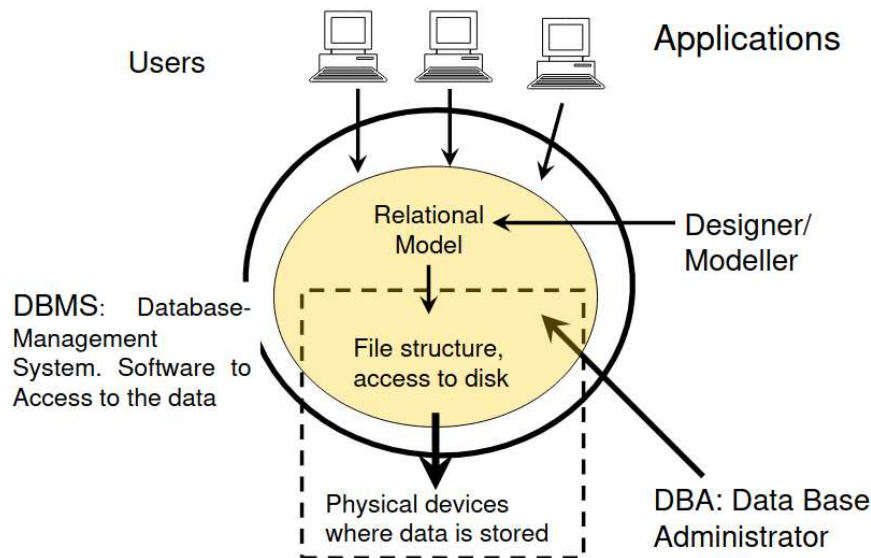 Users
Applications
Relational
Model
Designer/
Modeller
DBMS: Database-
Management
System. Software to
Access to the data
File structure,
access to disk
Physical devices
where data is stored
DBA: Data Base
Administrator